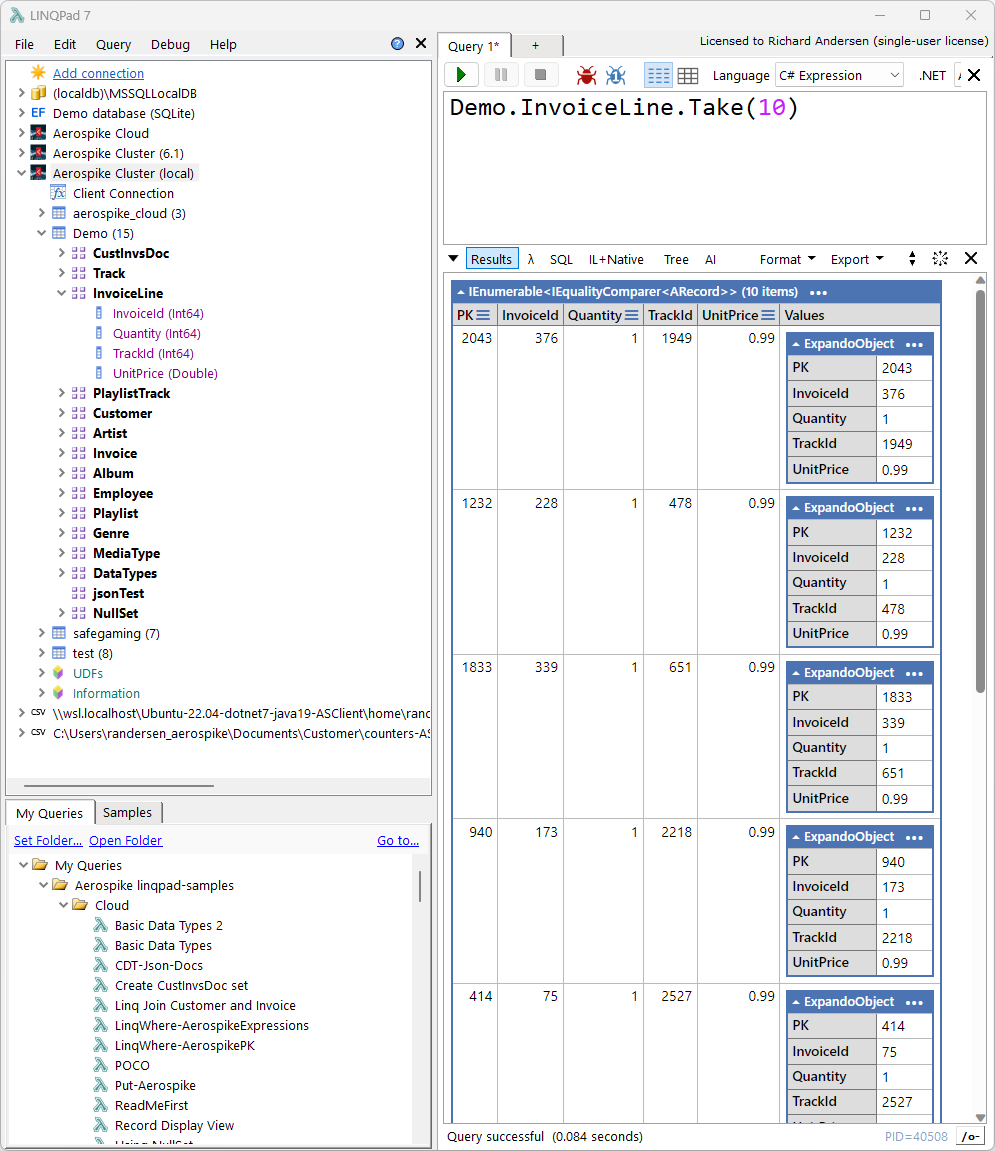 LINQPad 7
File Edit Query Debug Help
Add connection
(localdb)\MSSQLLocalDB
EF Demo database (SQLite)
Aerospike Cloud
Aerospike Cluster (6.1)
Aerospike Cluster (local)
fx Client Connection
aerospike_cloud (3)
Demo (15)
CustInvsDoc
Track
InvoiceLine
InvoiceId (Int64)
Quantity (Int64)
TrackId (Int64)
UnitPrice (Double)
PlaylistTrack
Customer
Artist
Invoice
Album
Employee
Playlist
Genre
MediaType
DataTypes
jsonTest
NullSet
safegaming (7)
test (8)
UDFs
Information
CSV \\wsl.localhost\Ubuntu-22.04-dotnet7-java19-ASClient\home\ranc
CSV C:\Users\randersen_aerospike\Documents\Customer\counters-AS
My Queries Samples
Set Folder... Open Folder Go to...
My Queries
Aerospike linqpad-samples
Cloud
Basic Data Types 2
Basic Data Types
CDT-Json-Docs
Create CustInvsDoc set
Linq Join Customer and Invoice
LinqWhere-AerospikeExpressions
LinqWhere-AerospikePK
POCO
Put-Aerospike
ReadMeFirst
Record Display View
Using NullSet
Query 1* +
Licensed to Richard Andersen (single-user license)
Language C# Expression .NET
Demo.InvoiceLine.Take(10)
Results λ SQL IL+Native Tree AI Format Export
IEnumerable<IEqualityComparer<ARecord>> (10 items) •••
PK InvoiceId Quantity TrackId UnitPrice Values
2043 376 1 1949 0.99
ExpandoObject •••
PK 2043
InvoiceId 376
Quantity 1
TrackId 1949
UnitPrice 0.99
1232 228 1 478 0.99
ExpandoObject •••
PK 1232
InvoiceId 228
Quantity 1
TrackId 478
UnitPrice 0.99
1833 339 1 651 0.99
ExpandoObject •••
PK 1833
InvoiceId 339
Quantity 1
TrackId 651
UnitPrice 0.99
940 173 1 2218 0.99
ExpandoObject •••
PK 940
InvoiceId 173
Quantity 1
TrackId 2218
UnitPrice 0.99
414 75 1 2527 0.99
ExpandoObject •••
PK 414
InvoiceId 75
Quantity 1
TrackId 2527
Query successful (0.084 seconds)
PID=40508 /o-